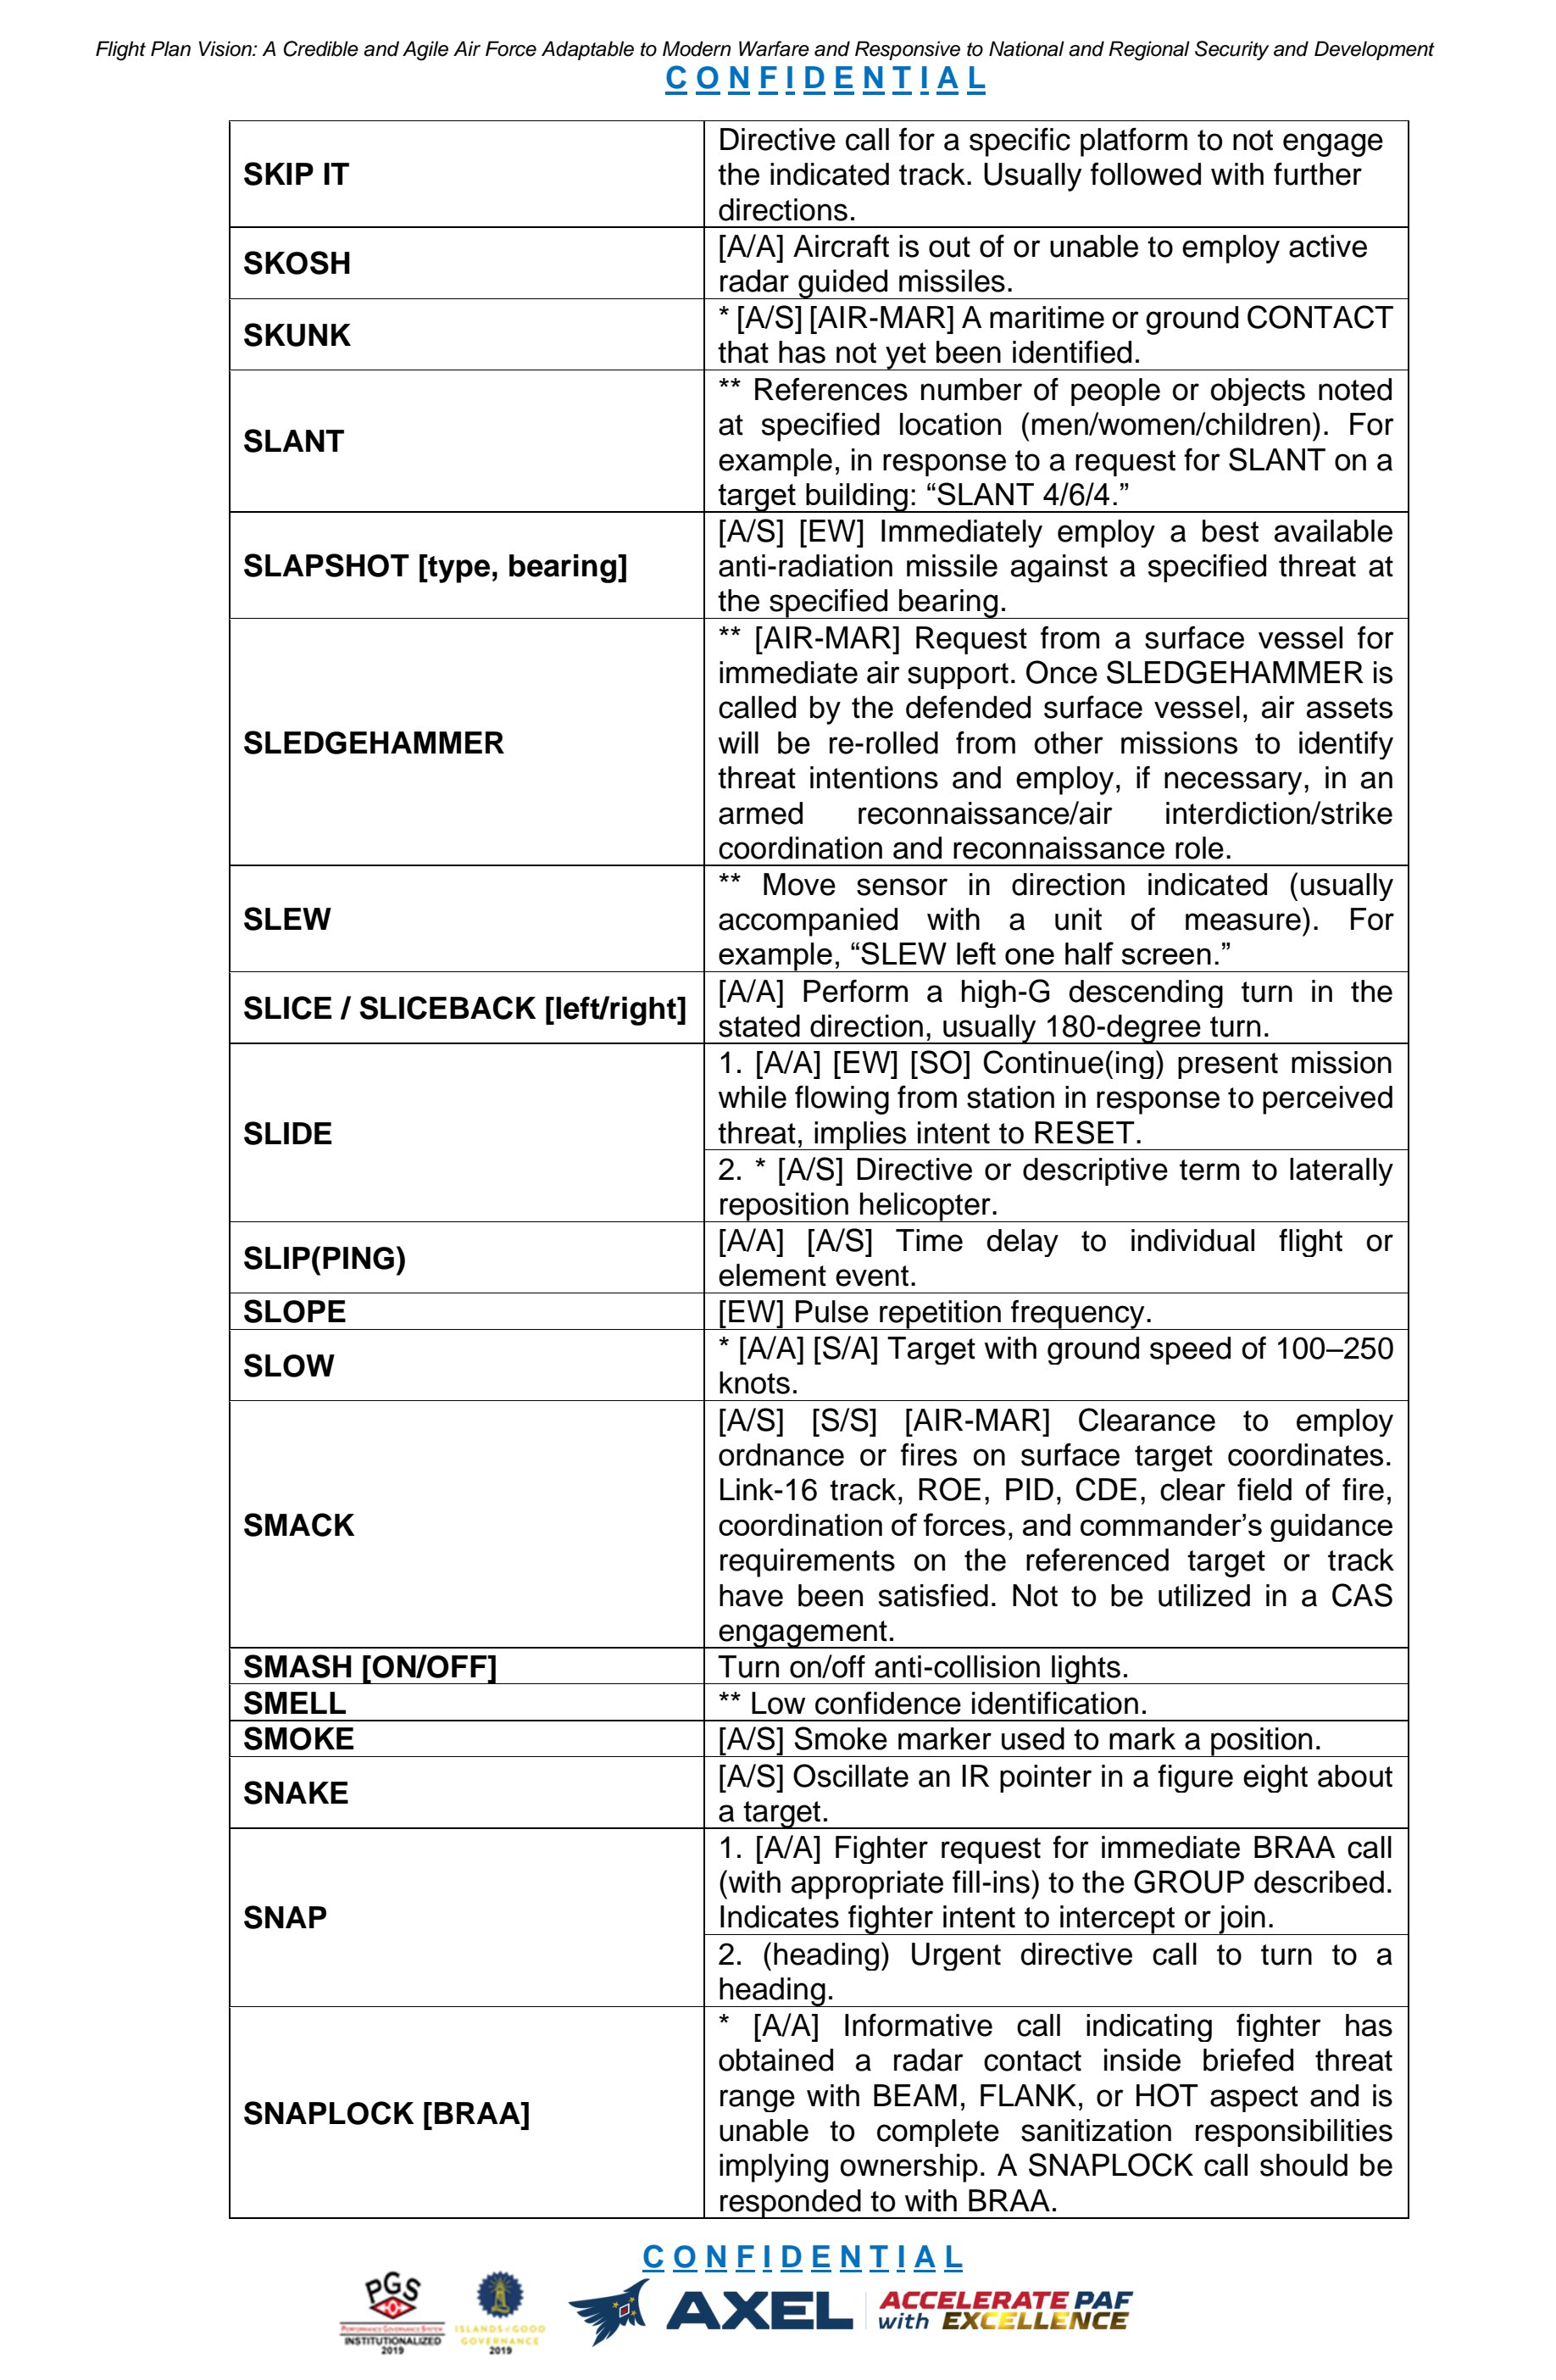 Flight Plan Vision: A Credible and Agile Air Force Adaptable to Modern Warfare and Responsive to National and Regional Security and Development
C O N F I D E N T I A L
SKIP IT
Directive call for a specific platform to not engage
the indicated track. Usually followed with further
directions.
SKOSH
[A/A] Aircraft is out of or unable to employ active
radar guided missiles.
SKUNK
* [A/S] [AIR-MAR] A maritime or ground CONTACT
that has not yet been identified.
SLANT
** References number of people or objects noted
at specified location (men/women/children). For
example, in response to a request for SLANT on a
target building: “SLANT 4/6/4.”
SLAPSHOT [type, bearing]
[A/S] [EW] Immediately employ a best available
anti-radiation missile against a specified threat at
the specified bearing.
SLEDGEHAMMER
** [AIR-MAR] Request from a surface vessel for
immediate air support. Once SLEDGEHAMMER is
called by the defended surface vessel, air assets
will be re-rolled from other missions to identify
threat intentions and employ, if necessary, in an
armed reconnaissance/air interdiction/strike
coordination and reconnaissance role.
SLEW
** Move sensor in direction indicated (usually
accompanied with a unit of measure). For
example, “SLEW left one half screen.”
SLICE / SLICEBACK [left/right]
[A/A] Perform a high-G descending turn in the
stated direction, usually 180-degree turn.
SLIDE
1. [A/A] [EW] [SO] Continue(ing) present mission
while flowing from station in response to perceived
threat, implies intent to RESET.
2. * [A/S] Directive or descriptive term to laterally
reposition helicopter.
SLIP(PING)
[A/A] [A/S] Time delay to individual flight or
element event.
SLOPE
[EW] Pulse repetition frequency.
SLOW
* [A/A] [S/A] Target with ground speed of 100–250
knots.
SMACK
[A/S] [S/S] [AIR-MAR] Clearance to employ
ordnance or fires on surface target coordinates.
Link-16 track, ROE, PID, CDE, clear field of fire,
coordination of forces, and commander’s guidance
requirements on the referenced target or track
have been satisfied. Not to be utilized in a CAS
engagement.
SMASH [ON/OFF]
Turn on/off anti-collision lights.
SMELL
** Low confidence identification.
SMOKE
[A/S] Smoke marker used to mark a position.
SNAKE
[A/S] Oscillate an IR pointer in a figure eight about
a target.
SNAP
1. [A/A] Fighter request for immediate BRAA call
(with appropriate fill-ins) to the GROUP described.
Indicates fighter intent to intercept or join.
2. (heading) Urgent directive call to turn to a
heading.
SNAPLOCK [BRAA]
* [A/A] Informative call indicating fighter has
obtained a radar contact inside briefed threat
range with BEAM, FLANK, or HOT aspect and is
unable to complete sanitization responsibilities
implying ownership. A SNAPLOCK call should be
responded to with BRAA.
C O N F I D E N T I A L
PGS
PERFORMANCE GOVERNANCE SYSTEM
INSTITUTIONALIZED
2019
ISLANDS of GOOD
GOVERNANCE
2019
AXEL
ACCELERATE PAF
with EXCELLENCE